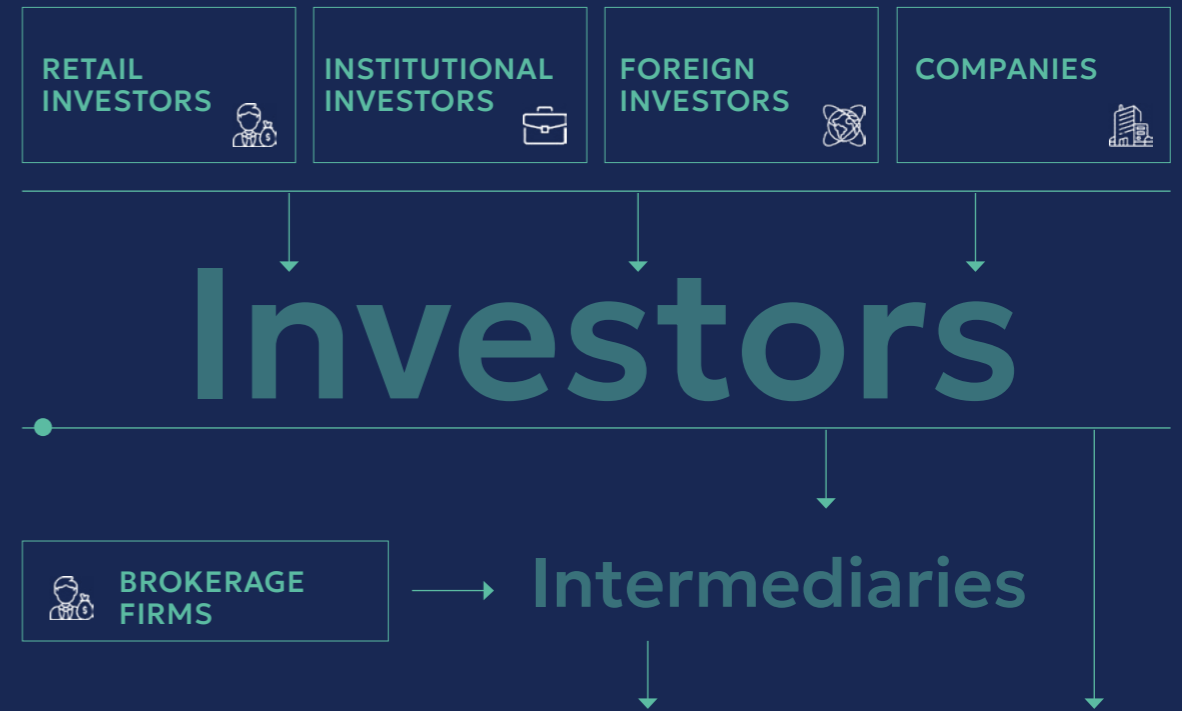 RETAIL
INVESTORS
INSTITUTIONAL
INVESTORS
FOREIGN
INVESTORS
COMPANIES
Investors
BROKERAGE
FIRMS
Intermediaries